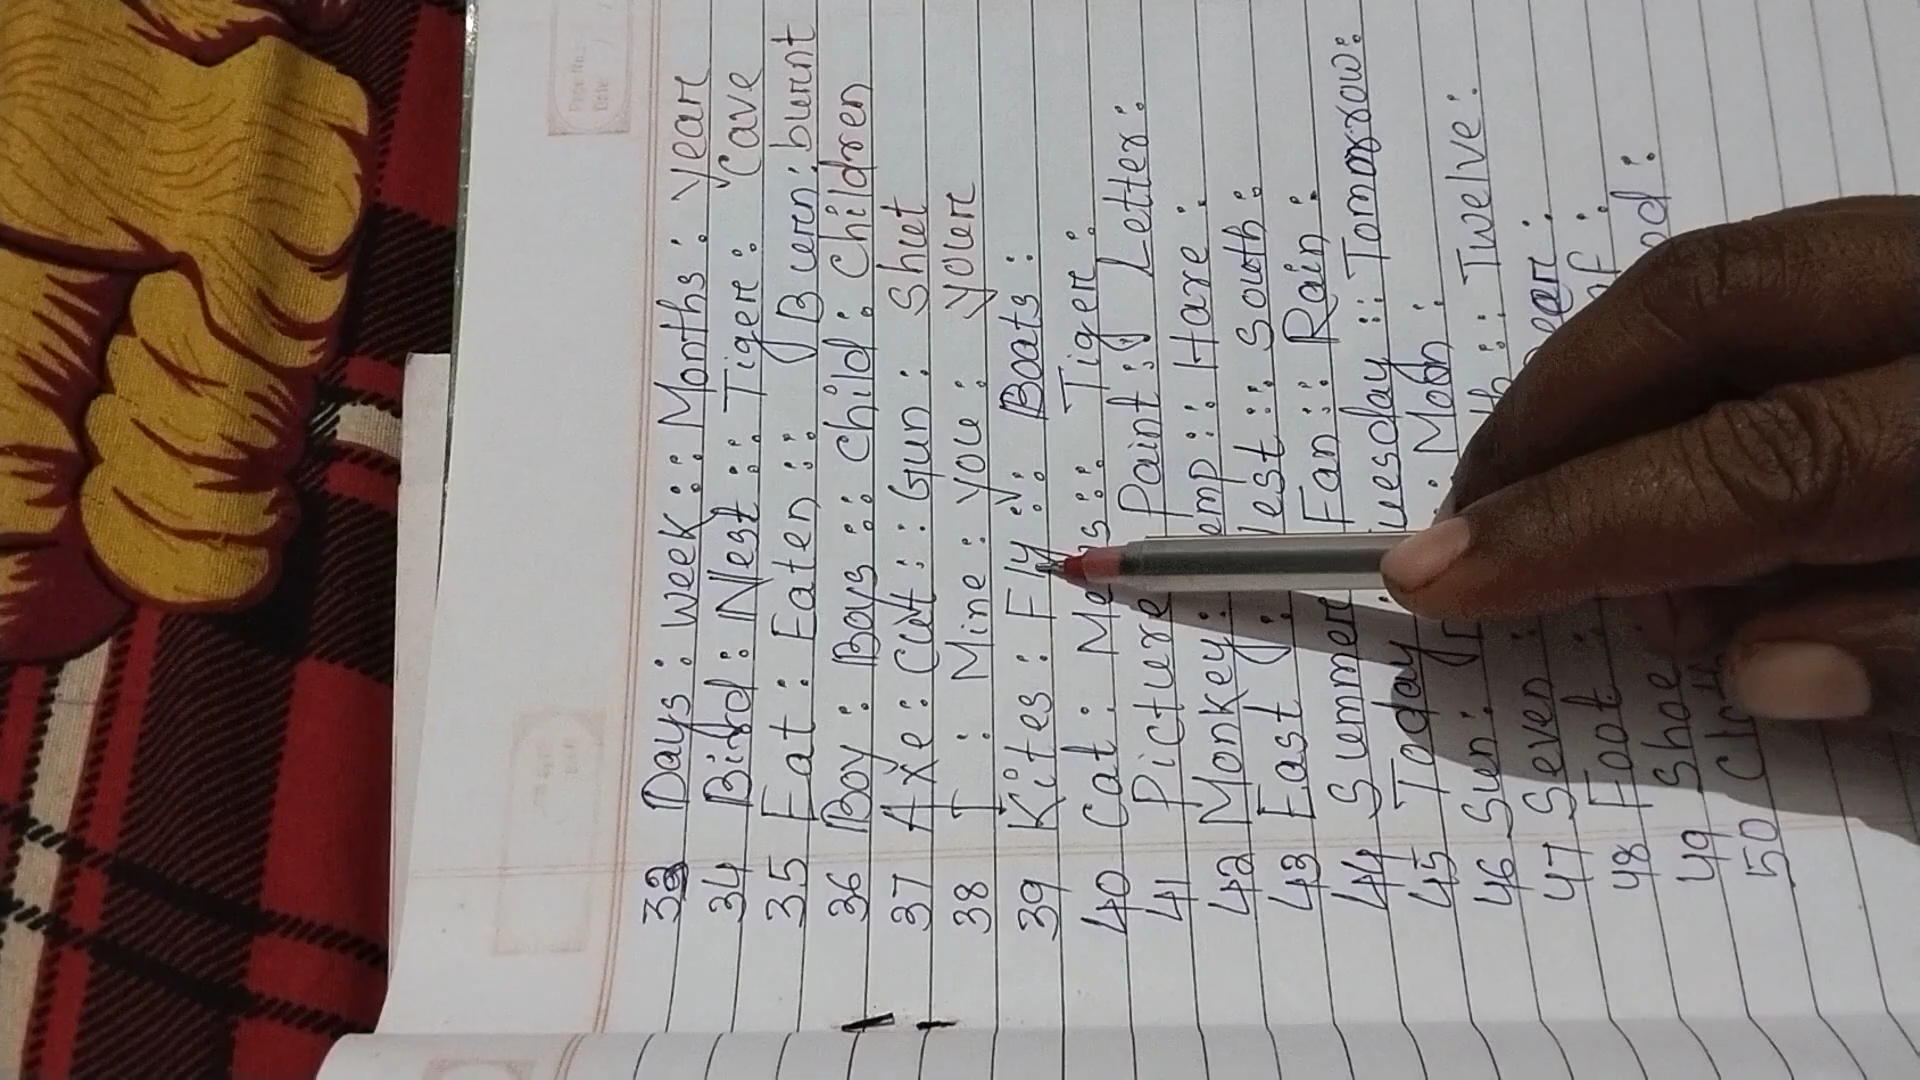 33 Days : Week :: Months : Year
34 Bird : Nest :: Tiger : Cave
35 Eat : Eaten :: Burn : burnt
36 Boy : Boys :: child : Children
37 Axe : Cut :: Gun : Shut
38 I : Mine : you : your
39 Kites : Fly :: Boats :
40 Cat : :: Tiger :
41 Picture Paint :: Letter :
42 Monkey : :: Hare :
43 East : :: South :
44 Summer Fan :: Rain :
45 Today :: Tomorrow :
46 Sun : : Moon :
47 Seven : :: Twelve :
48 Foot :
49 Shoe
50